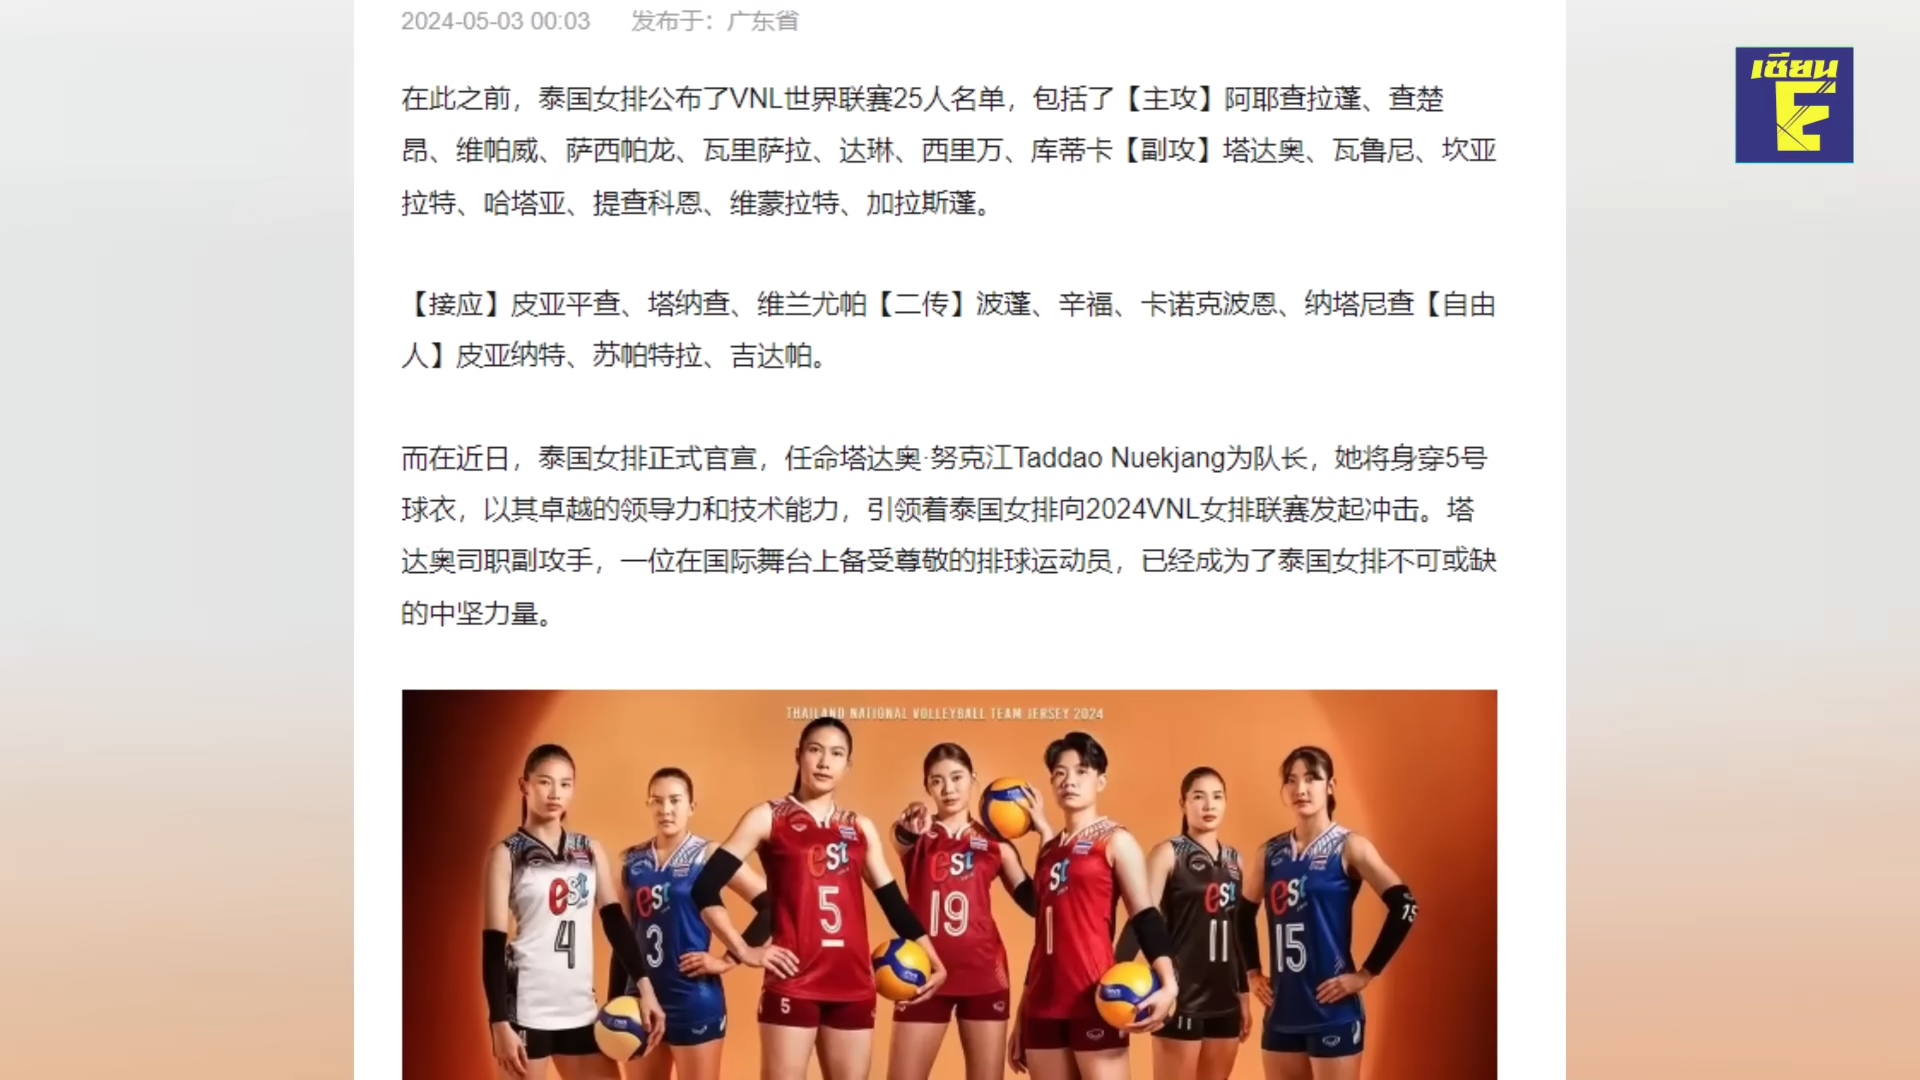 2024-05-03 00:03 发布于：广东省
เซียน
E
在此之前，泰国女排公布了VNL世界联赛25人名单，包括了【主攻】阿耶查拉蓬、查楚
昂、维帕威、萨西帕龙、瓦里萨拉、达琳、西里万、库蒂卡【副攻】塔达奥、瓦鲁尼、坎亚
拉特、哈塔亚、提查科恩、维蒙拉特、加拉斯蓬。
【接应】皮亚平查、塔纳查、维兰尤帕【二传】波蓬、辛福、卡诺克波恩、纳塔尼查【自由
人】皮亚纳特、苏帕特拉、吉达帕。
而在近日，泰国女排正式官宣，任命塔达奥·努克江Taddao Nuekjang为队长，她将身穿5号
球衣，以其卓越的领导力和技术能力，引领着泰国女排向2024VNL女排联赛发起冲击。塔
达奥司职副攻手，一位在国际舞台上备受尊敬的排球运动员，已经成为了泰国女排不可或缺
的中坚力量。
THAILAND NATIONAL VOLLEYBALL TEAM JERSEY 2024
est 4
est 3
est 5
est 19
st 1
est 11
est 15
15
5
11